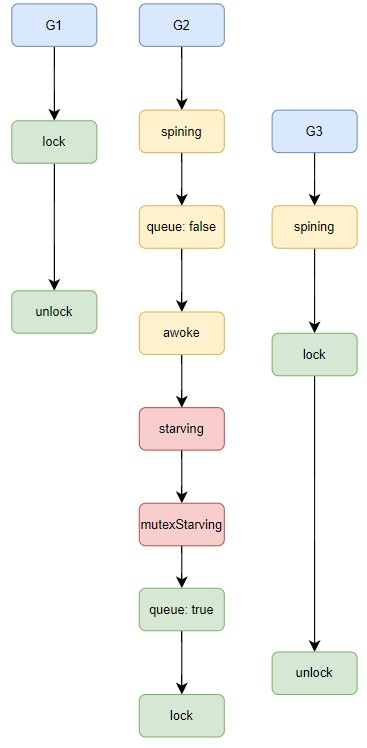 G1
lock
unlock
G2
spining
queue: false
awoke
starving
mutexStarving
queue: true
lock
G3
spining
lock
unlock